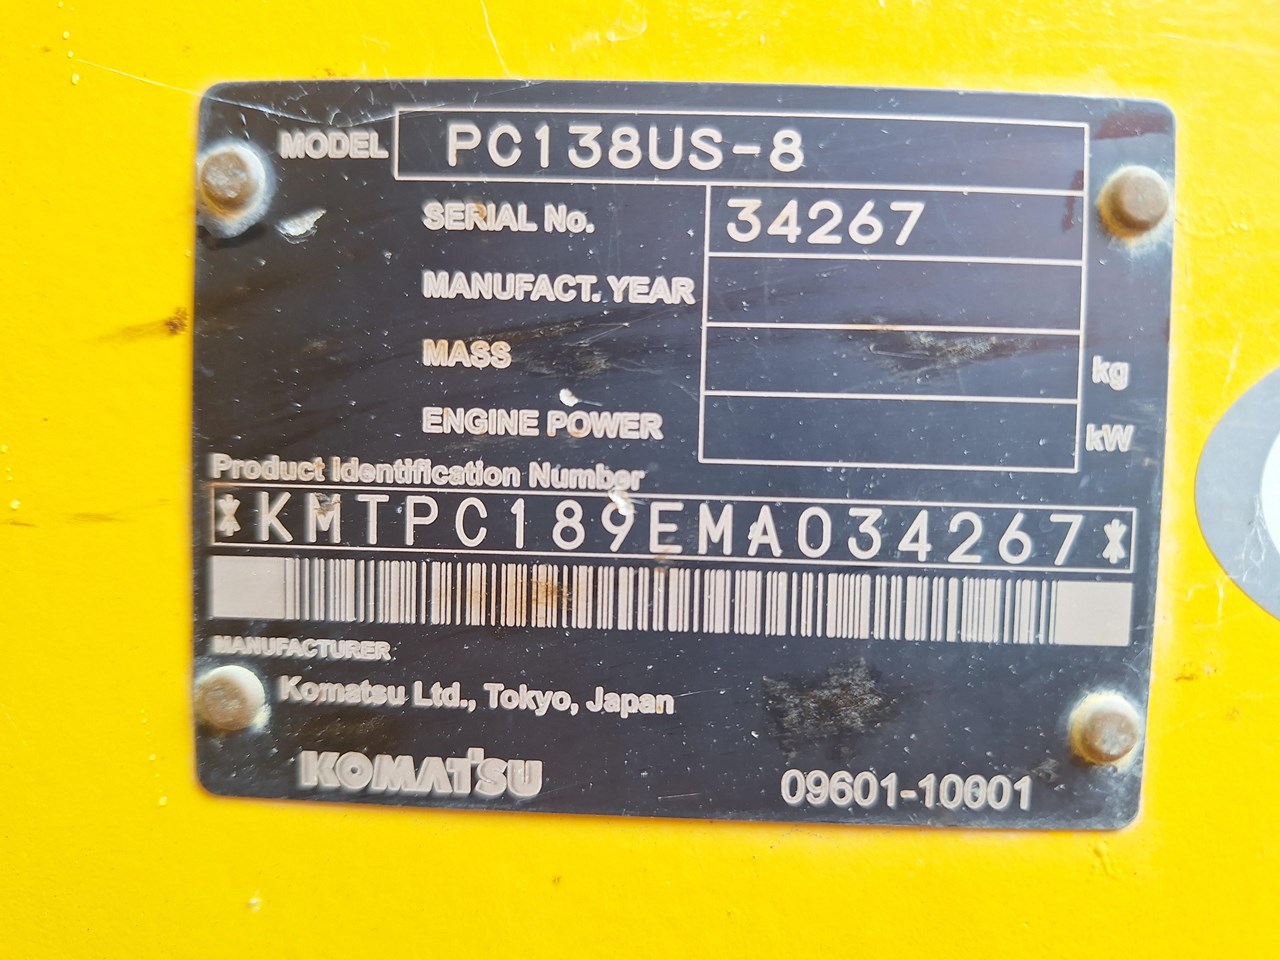 MODEL PC138US-8
SERIAL No. 34267
MANUFACT. YEAR
MASS kg
ENGINE POWER kW
Product Identification Number
*KMTPC189EMA034267*
MANUFACTURER
Komatsu Ltd., Tokyo, Japan
KOMATSU 09601-10001